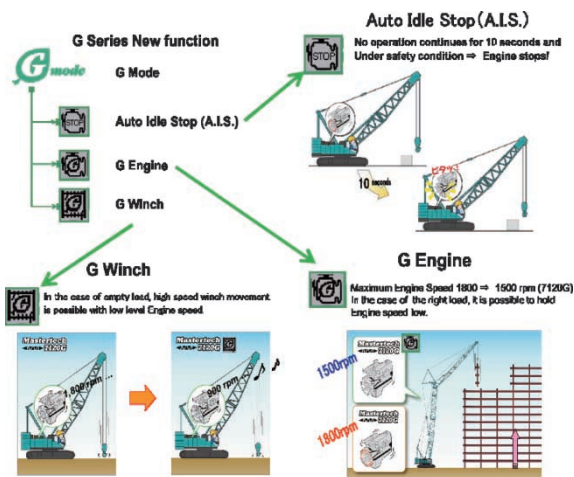 G Series New function
G mode
G Mode
STOP
Auto Idle Stop (A.I.S.)
G Engine
G Winch
Auto Idle Stop (A.I.S.)
STOP
No operation continues for 10 seconds and
Under safety condition ⇒ Engine stops!
10 seconds
ピタッ!
G Winch
In the case of empty load, high speed winch movement
is possible with low level Engine speed
Mastertech
7120G
1,800 rpm ...
Mastertech
7120G
900 rpm
G Engine
Maximum Engine Speed 1800 ⇒ 1500 rpm (7120G)
In the case of the right load, it is possible to hold
Engine speed low.
1500rpm
Mastertech
7120G
1800rpm
Mastertech
7120G